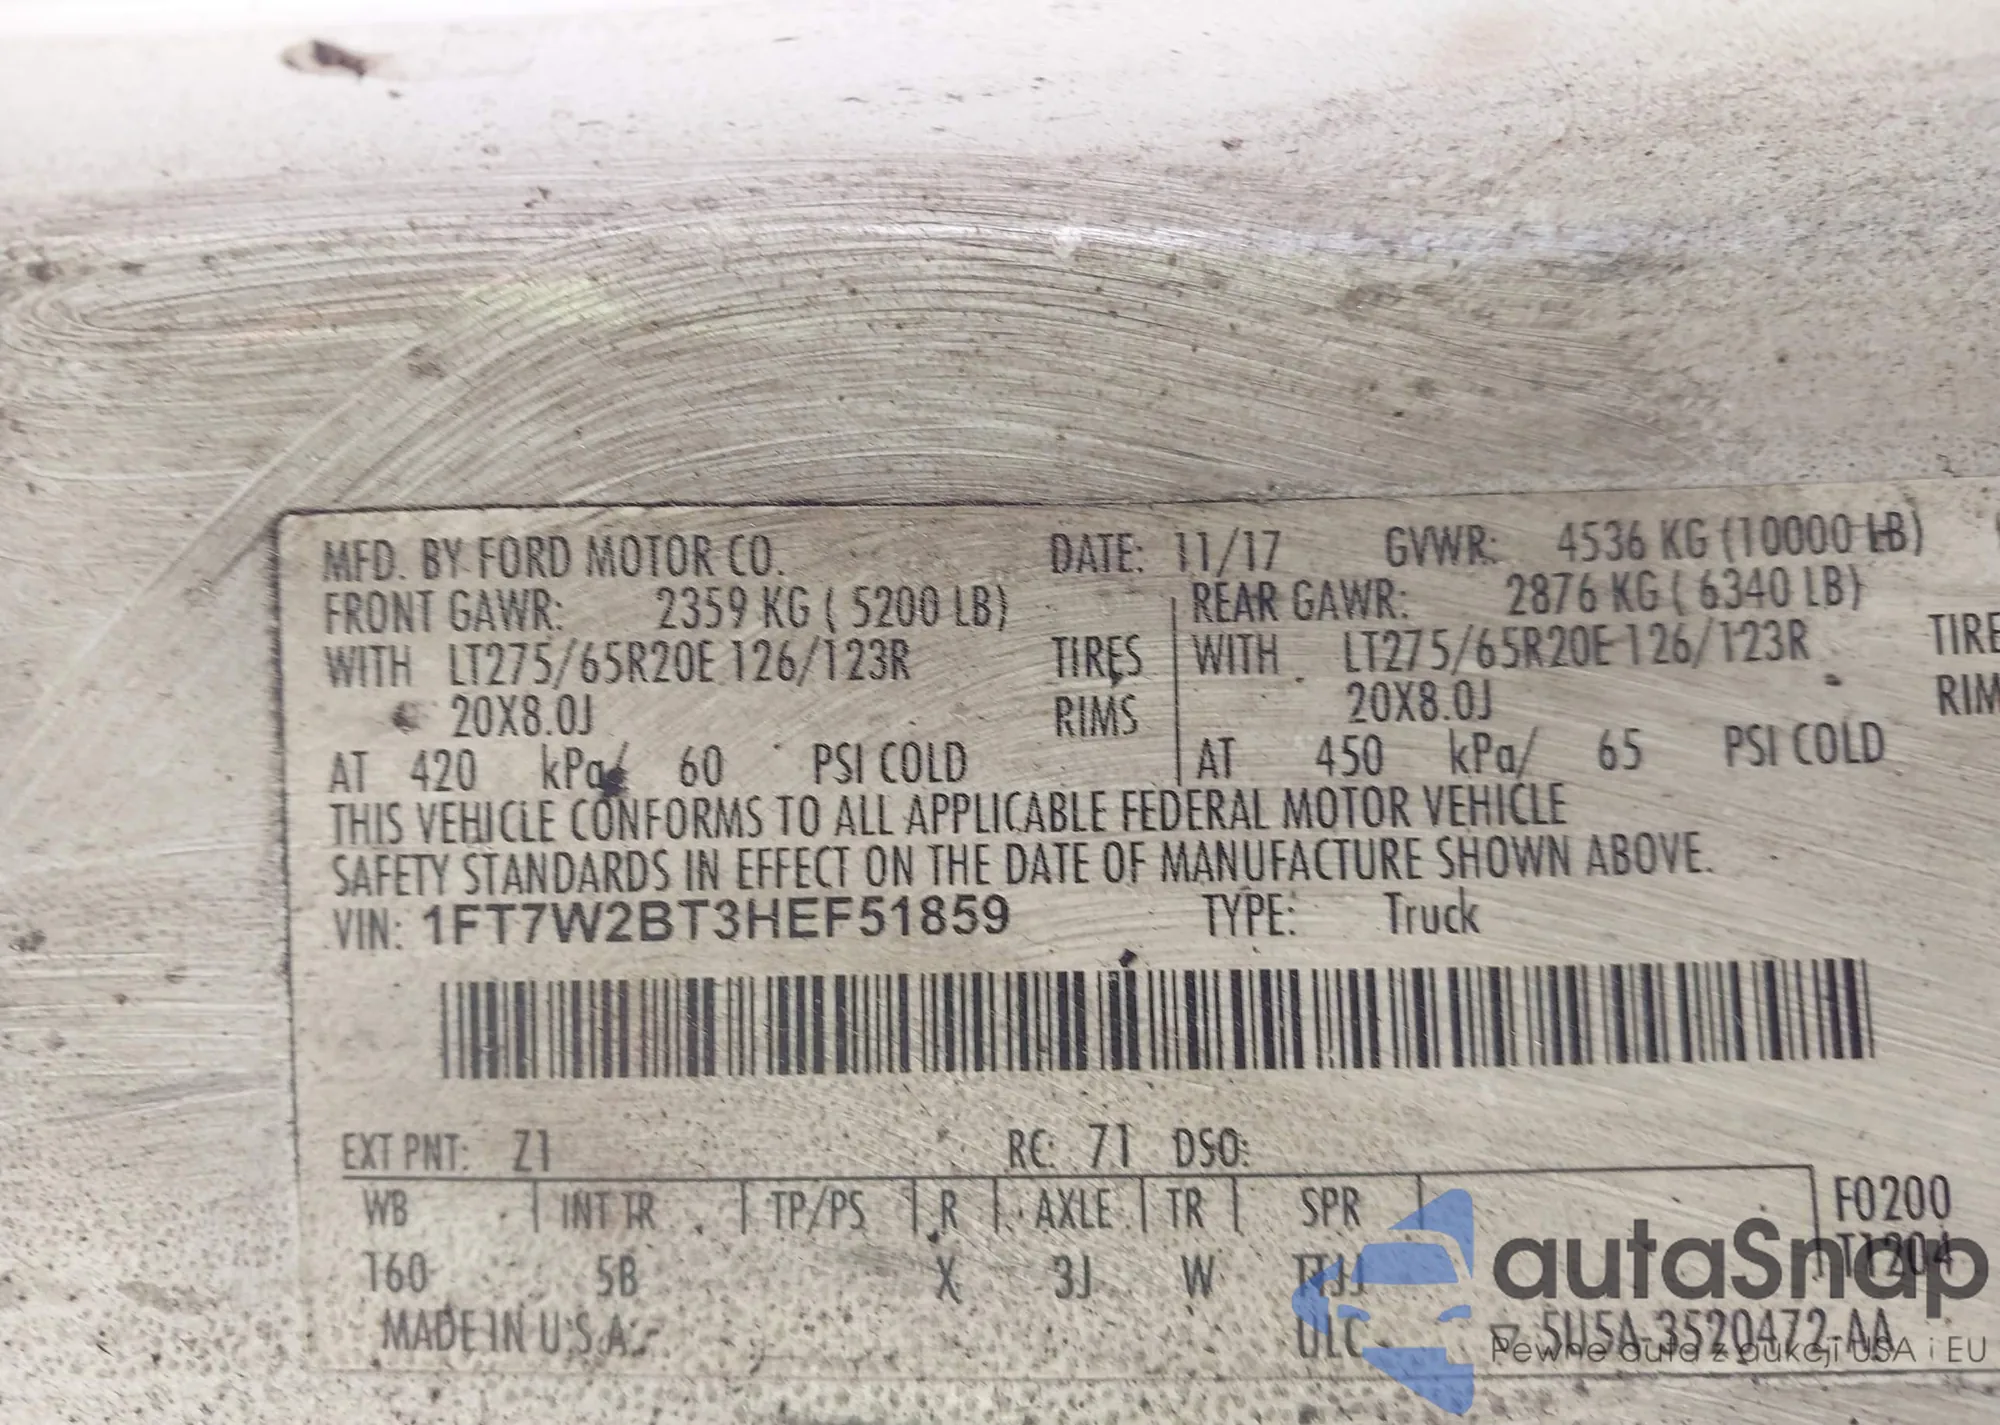 MFD. BY FORD MOTOR CO. DATE: 11/17 GVWR: 4536 KG (10000 LB)
FRONT GAWR: 2359 KG ( 5200 LB) REAR GAWR: 2876 KG ( 6340 LB)
WITH LT275/65R20E 126/123R TIRES WITH LT275/65R20E 126/123R TIRE
20X8.0J RIMS 20X8.0J RIM
AT 420 kPa/ 60 PSI COLD AT 450 kPa/ 65 PSI COLD
THIS VEHICLE CONFORMS TO ALL APPLICABLE FEDERAL MOTOR VEHICLE
SAFETY STANDARDS IN EFFECT ON THE DATE OF MANUFACTURE SHOWN ABOVE.
VIN: 1FT7W2BT3HEF51859 TYPE: Truck
EXT PNT: Z1 RC: 71 DSO:
WB INT TR TP/PS R AXLE TR SPR F0200
160 5B X 3J W TTJJ T1204
MADE IN U.S.A. ULC 5U5A-3520472-AA
autaSnap
Pewne auta z aukcji USA i EU